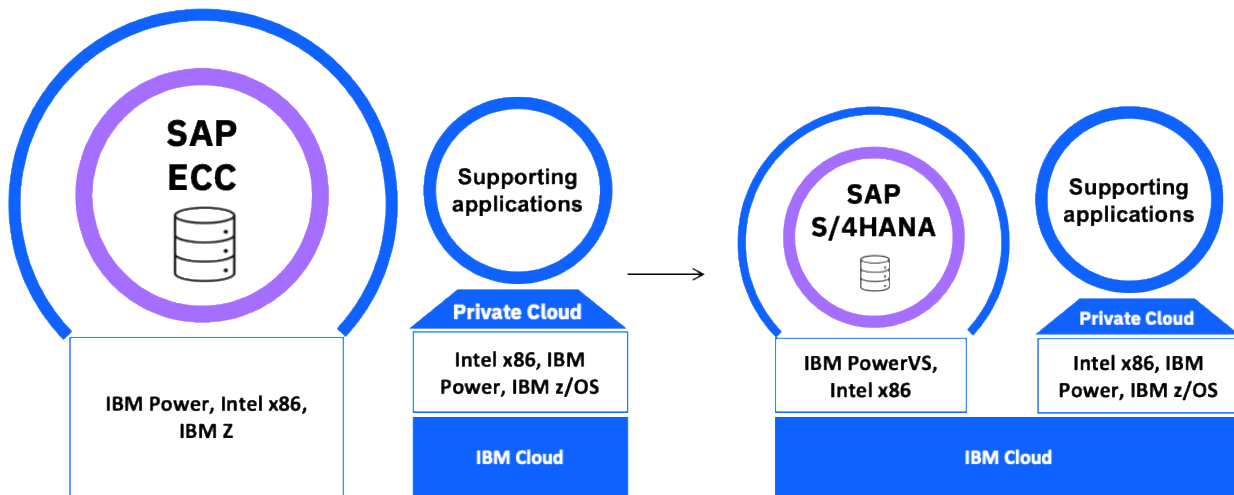 SAP
ECC
IBM Power, Intel x86,
IBM Z
Supporting
applications
Private Cloud
Intel x86, IBM
Power, IBM z/OS
IBM Cloud
SAP
S/4HANA
IBM PowerVS,
Intel x86
Supporting
applications
Private Cloud
Intel x86, IBM
Power, IBM z/OS
IBM Cloud